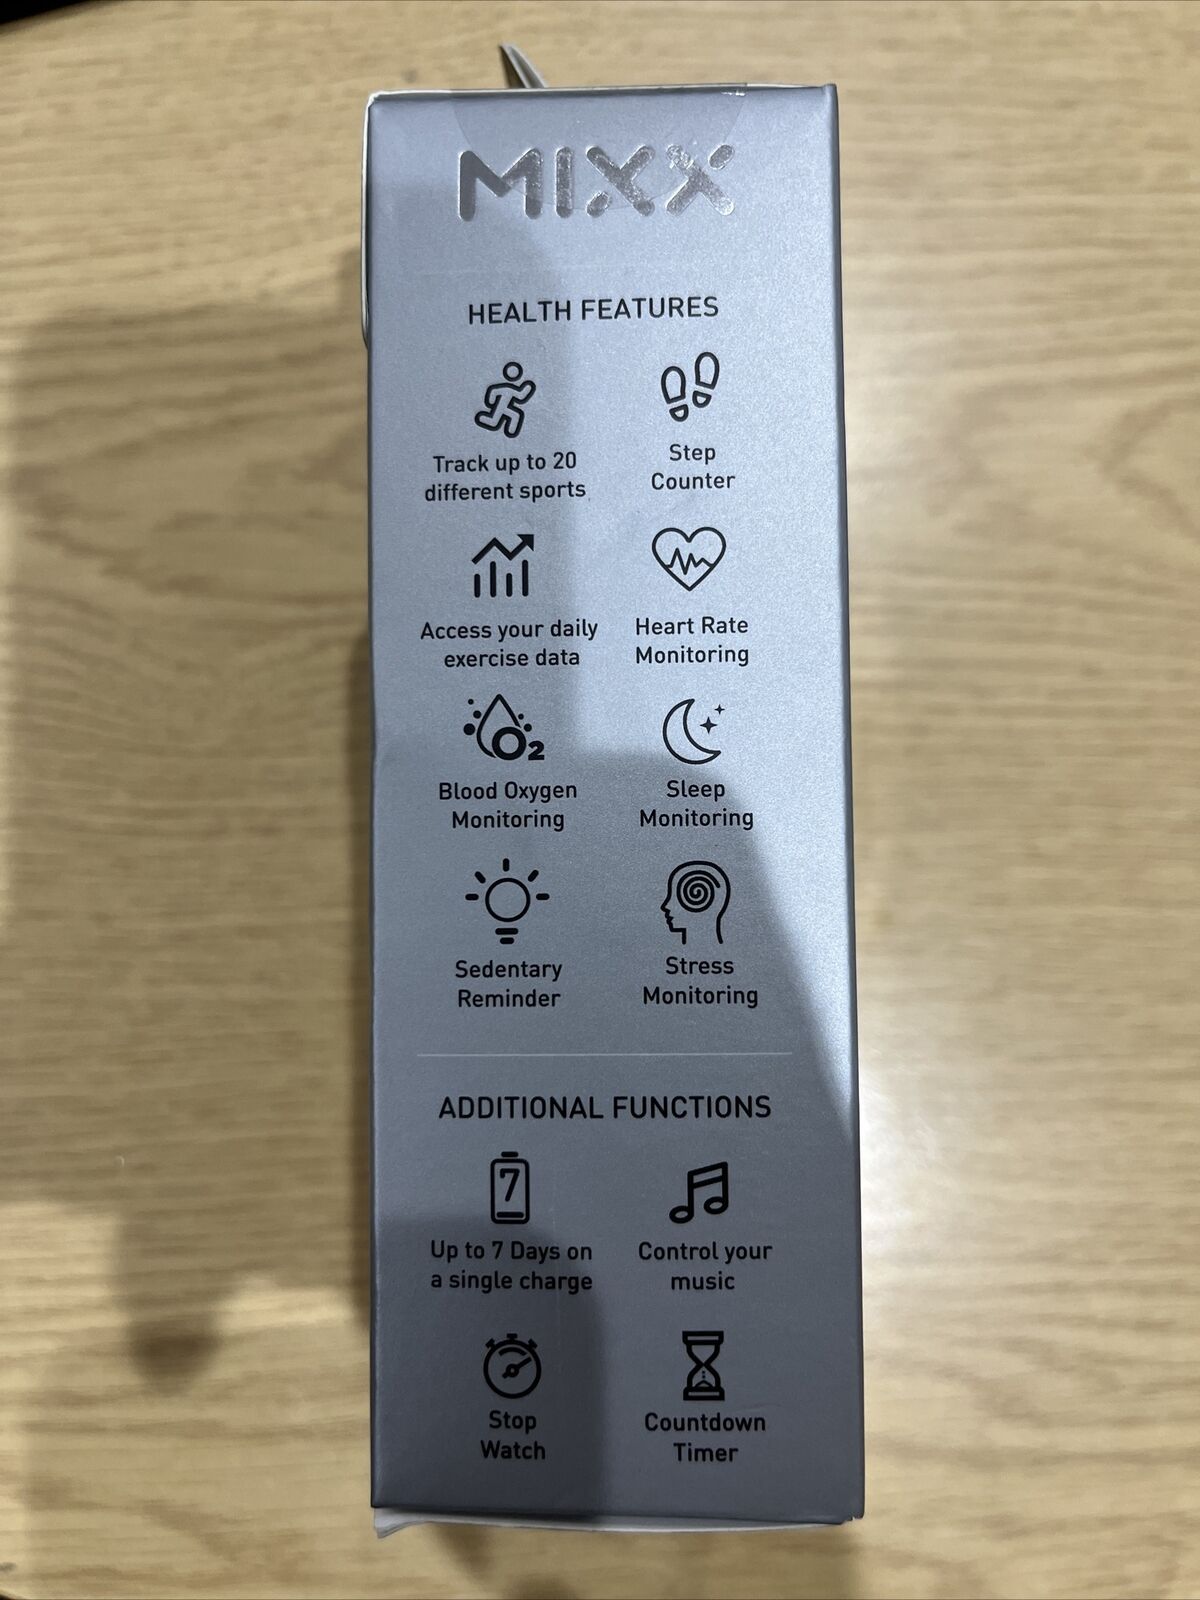 MIXX
HEALTH FEATURES
Track up to 20
different sports
Step
Counter
Access your daily
exercise data
Heart Rate
Monitoring
O2
Blood Oxygen
Monitoring
Sleep
Monitoring
Sedentary
Reminder
Stress
Monitoring
ADDITIONAL FUNCTIONS
7
Up to 7 Days on
a single charge
Control your
music
Stop
Watch
Countdown
Timer